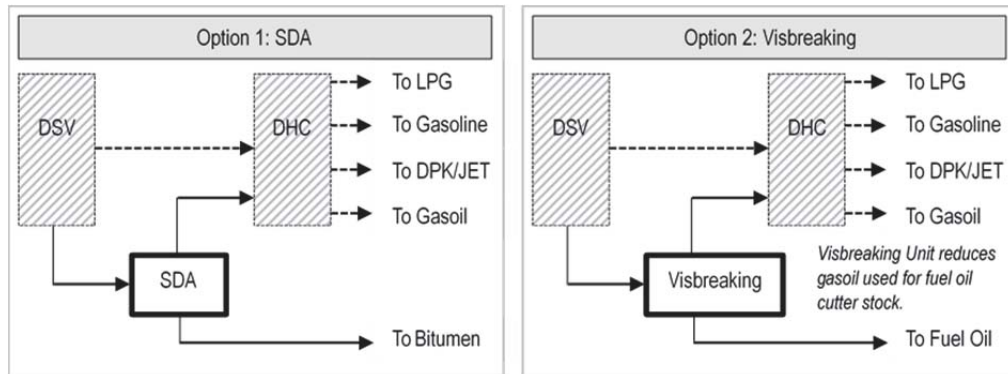 Option 1: SDA
DSV
DHC
To LPG
To Gasoline
To DPK/JET
To Gasoil
SDA
To Bitumen
Option 2: Visbreaking
DSV
DHC
To LPG
To Gasoline
To DPK/JET
To Gasoil
Visbreaking
Visbreaking Unit reduces
gasoil used for fuel oil
cutter stock.
To Fuel Oil